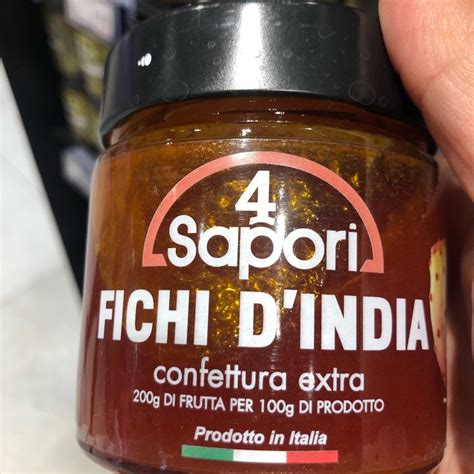 4
Sapori
FICHI D'INDIA
confettura extra
200g DI FRUTTA PER 100g DI PRODOTTO
Prodotto in Italia